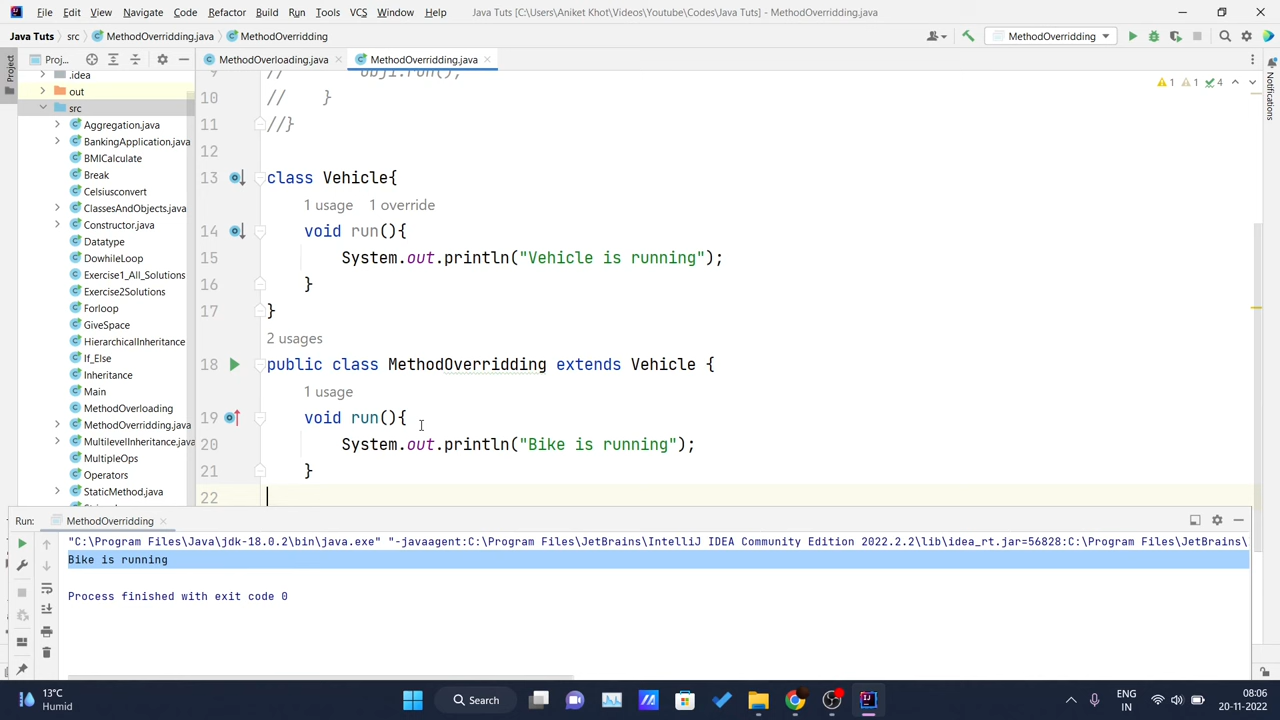 File Edit View Navigate Code Refactor Build Run Tools VCS Window Help Java Tuts [C:\Users\Aniket Khot\Videos\Youtube\Codes\Java Tuts] - MethodOverridding.java
Java Tuts src MethodOverridding.java MethodOverridding MethodOverridding
Project Proj... MethodOverloading.java MethodOverridding.java Notifications
.idea
out
src
Aggregation.java
BankingApplication.java
BMICalculate
Break
Celsiusconvert
ClassesAndObjects.java
Constructor.java
Datatype
DowhileLoop
Exercise1_All_Solutions
Exercise2Solutions
Forloop
GiveSpace
HierarchicalInheritance
If_Else
Inheritance
Main
MethodOverloading
MethodOverridding.java
MultilevelInheritance.java
MultipleOps
Operators
StaticMethod.java
9 // obj1.run();
10 // }
11 //}
12
13 class Vehicle{
1 usage 1 override
14 void run(){
15 System.out.println("Vehicle is running");
16 }
17 }
2 usages
18 public class MethodOverridding extends Vehicle {
1 usage
19 void run(){
20 System.out.println("Bike is running");
21 }
22
1 1 4
Run: MethodOverridding
"C:\Program Files\Java\jdk-18.0.2\bin\java.exe" "-javaagent:C:\Program Files\JetBrains\IntelliJ IDEA Community Edition 2022.2.2\lib\idea_rt.jar=56828:C:\Program Files\JetBrains\
Bike is running
Process finished with exit code 0
13°C
Humid
Search
ENG
IN
08:06
20-11-2022